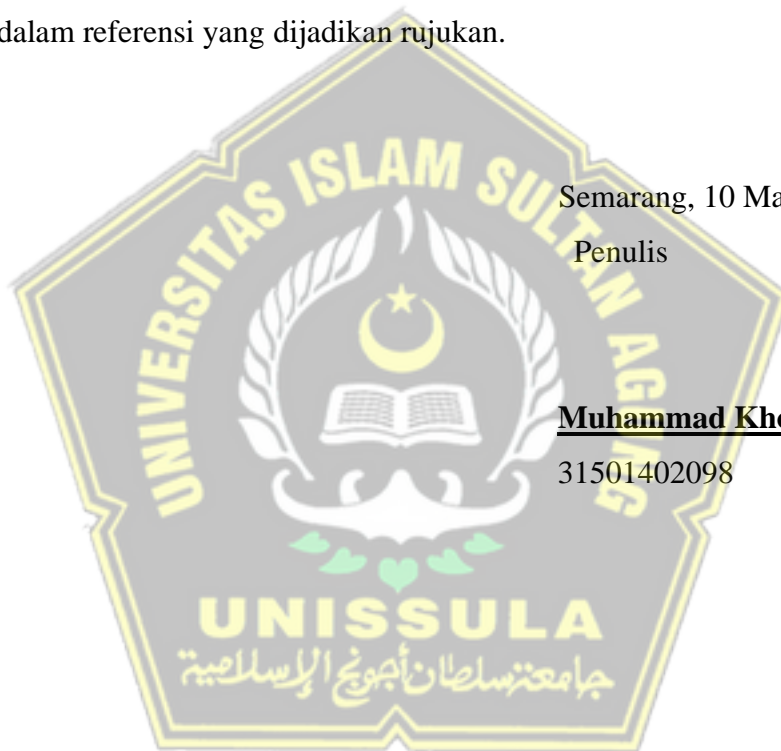 dalam referensi yang dijadikan rujukan.
Semarang, 10 Ma
Penulis
Muhammad Kho
31501402098
UNIVERSITAS ISLAM SULTAN AGUNG
UNISSULA
جامعة سلطان أجونج الإسلامية